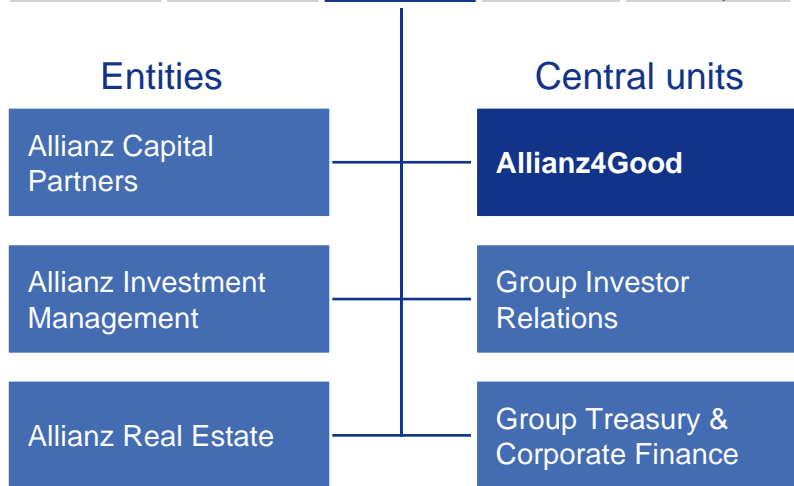 Entities
Central units
Allianz Capital
Partners
Allianz4Good
Allianz Investment
Management
Group Investor
Relations
Allianz Real Estate
Group Treasury &
Corporate Finance